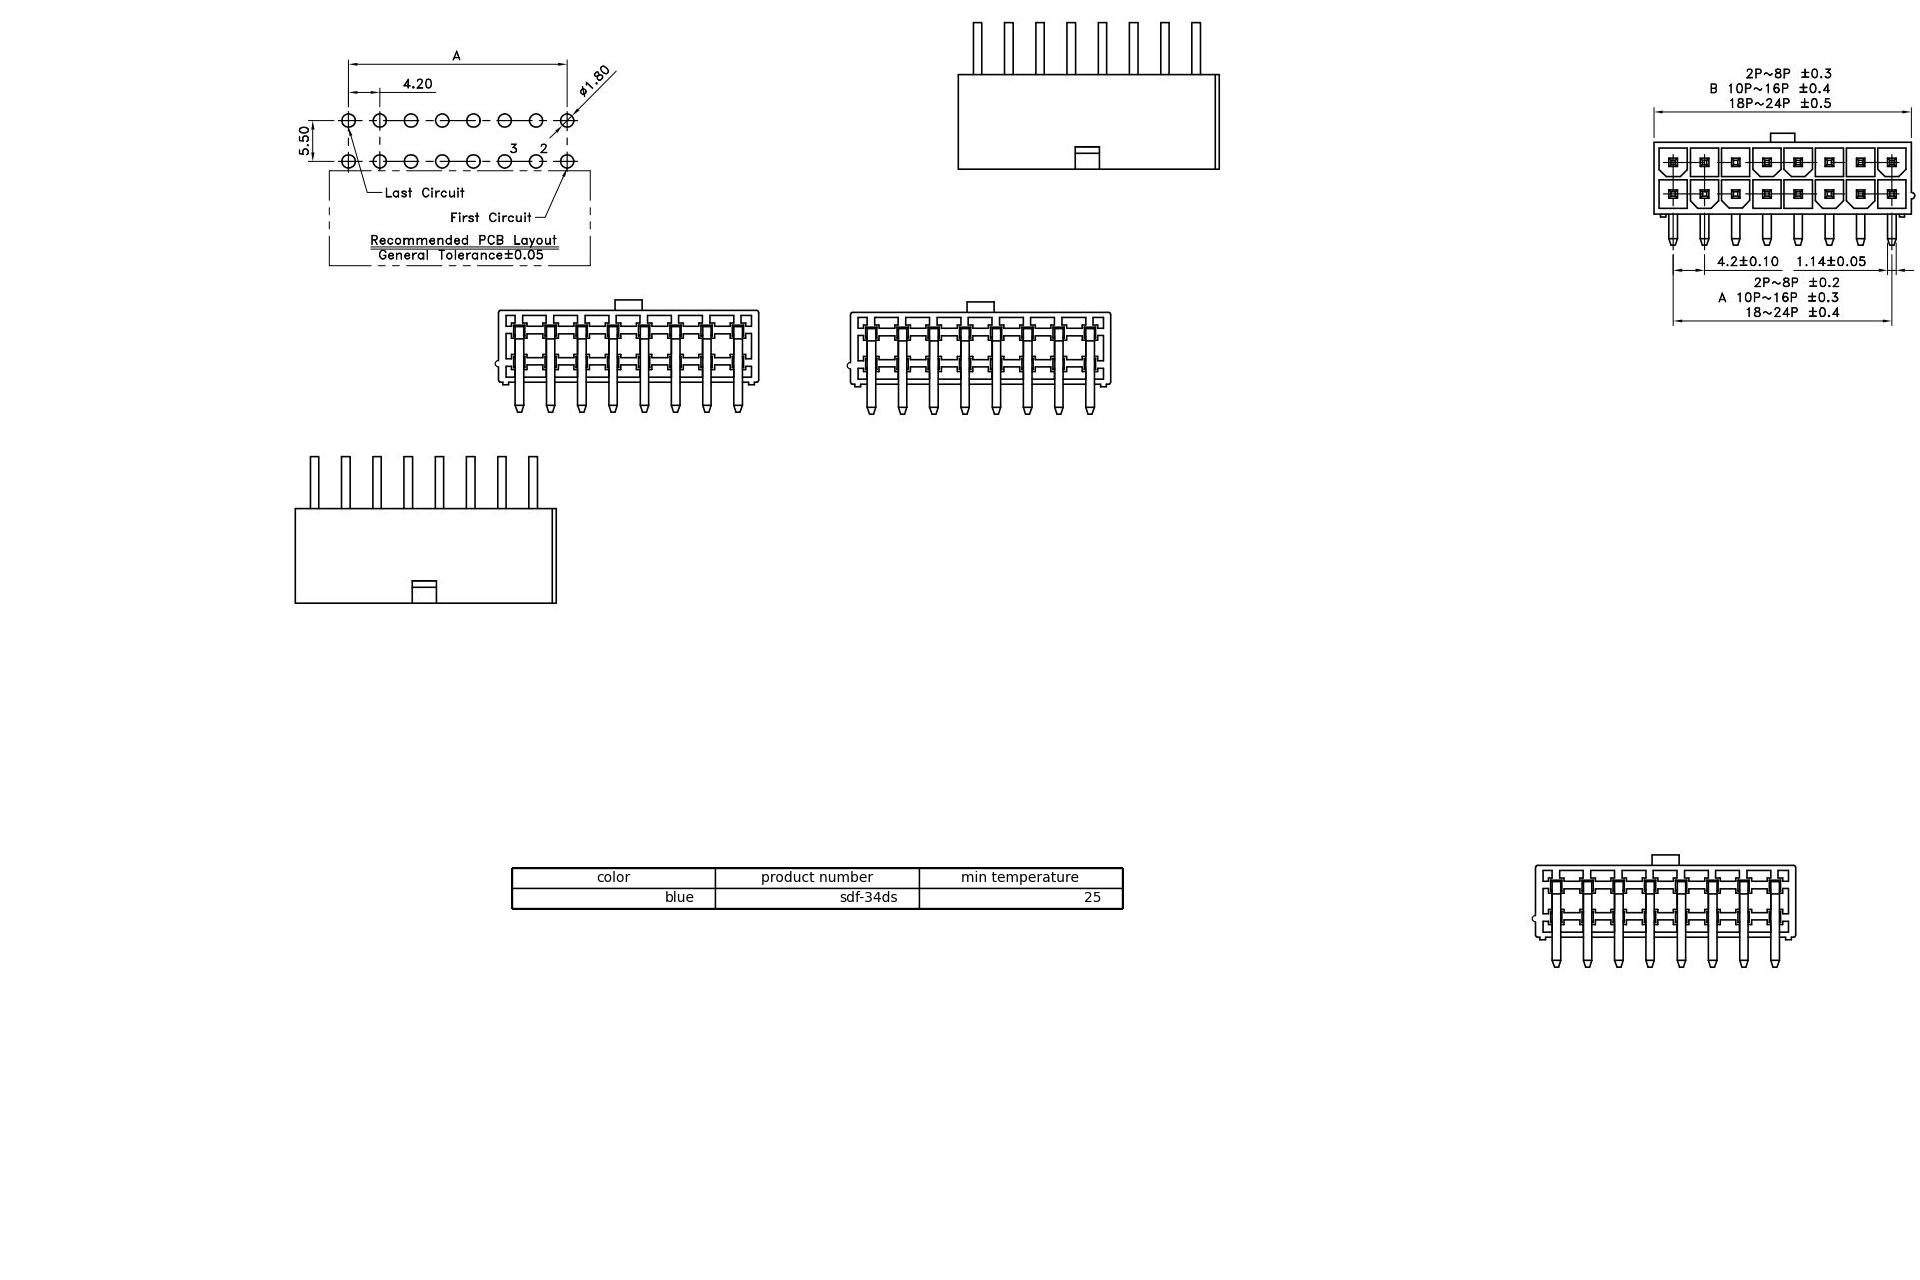 A
4.20
ø1.80
5.50
3 2
Last Circuit
First Circuit
Recommended PCB Layout
General Tolerance±0.05
2P~8P ±0.3
B 10P~16P ±0.4
18P~24P ±0.5
4.2±0.10 1.14±0.05
2P~8P ±0.2
A 10P~16P ±0.3
18~24P ±0.4
color product number min temperature
blue sdf-34ds 25